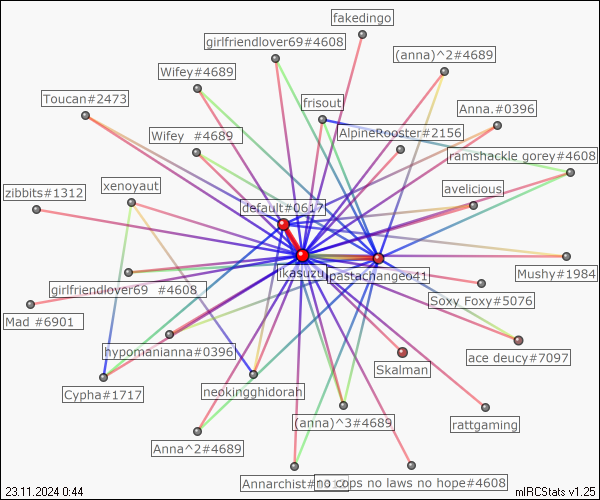 fakedingo
girlfriendlover69#4608
(anna)^2#4689
Wifey#4689
Toucan#2473
frisout
Anna.#0396
Wifey #4689
AlpineRooster#2156
ramshackle gorey#4608
zibbits#1312
xenoyaut
avelicious
default#0617
ikasuzu
pastachange641
Mushy#1984
girlfriendlover69 #4608
Soxy Foxy#5076
Mad #6901
hypomanianna#0396
ace deucy#7097
Skalman
Cypha#1717
neokingghidorah
(anna)^3#4689
rattgaming
Anna^2#4689
Annarchist#
no cops no laws no hope#4608
23.11.2024 0:44
mIRCStats v1.25